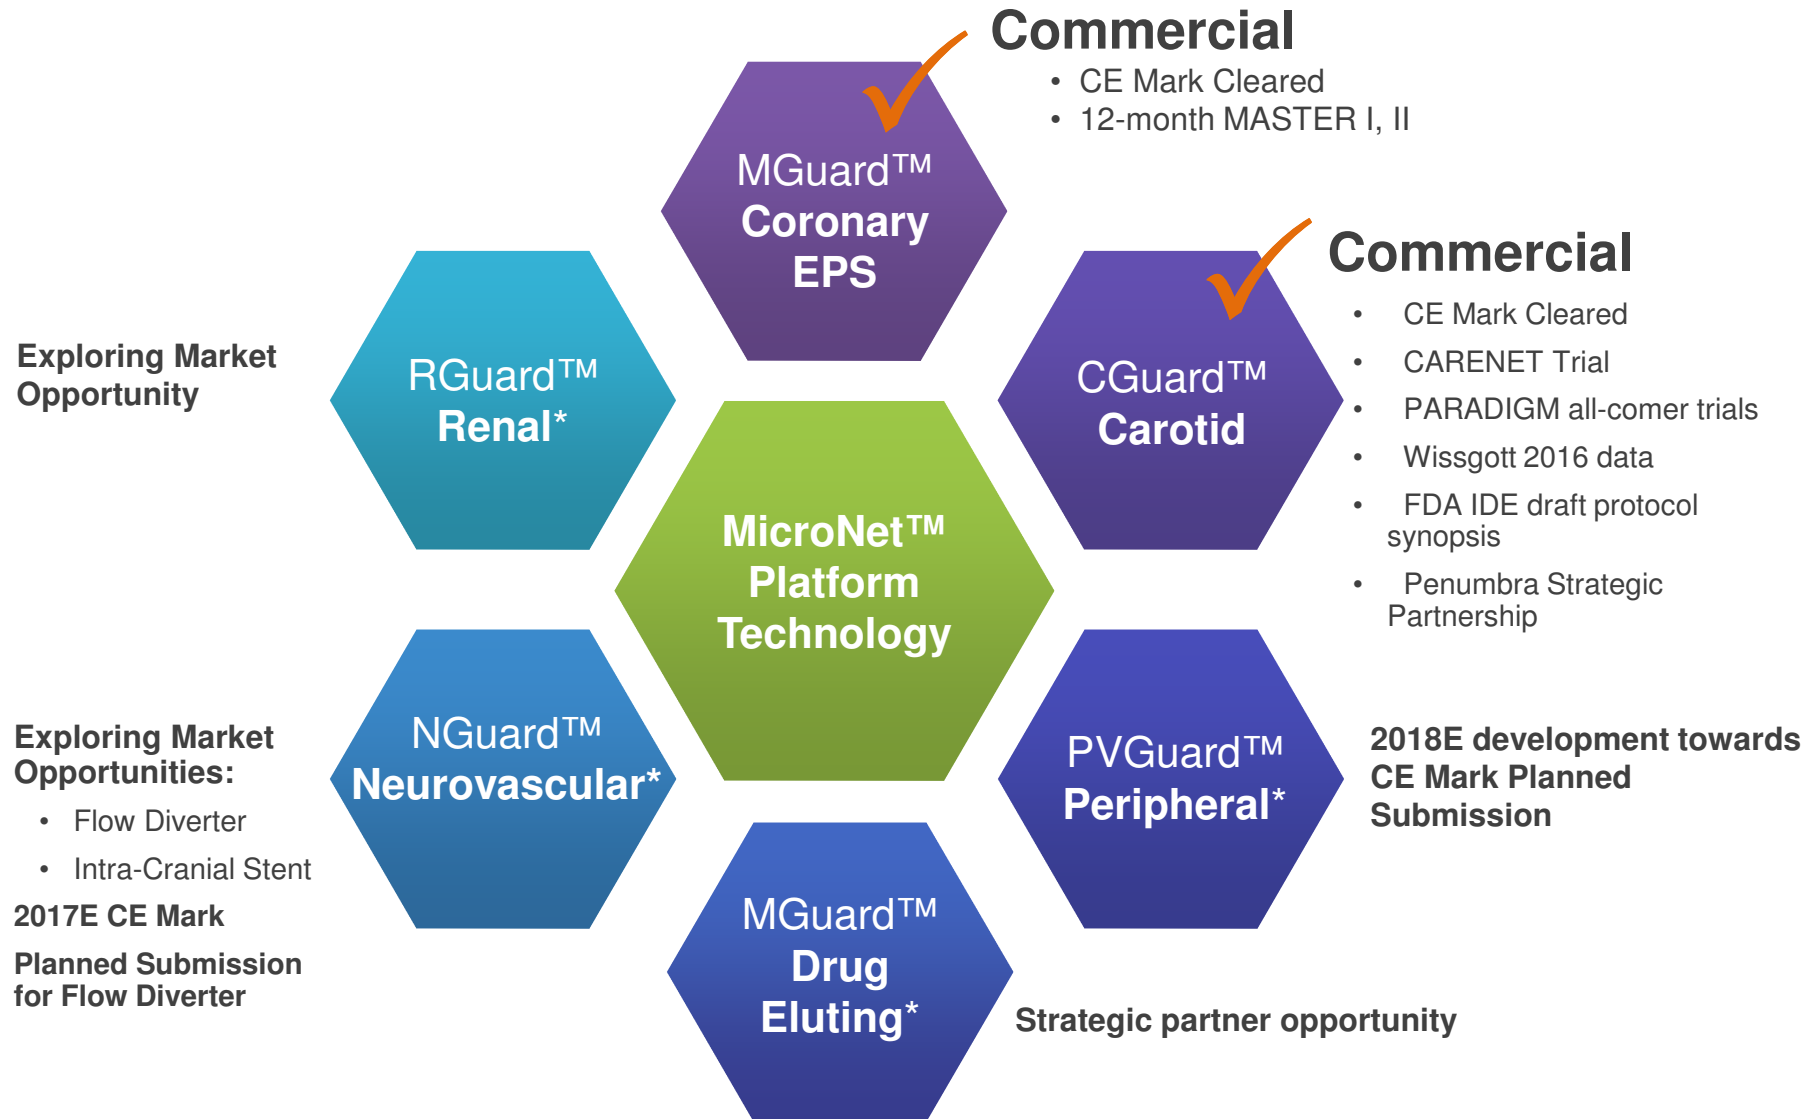 Commercial
• CE Mark Cleared
• 12-month MASTER I, II
MGuard™
Coronary
EPS
Commercial
• CE Mark Cleared
• CARENET Trial
• PARADIGM all-comer trials
• Wissgott 2016 data
• FDA IDE draft protocol
synopsis
• Penumbra Strategic
Partnership
CGuard™
Carotid
Exploring Market
Opportunity
RGuard™
Renal*
MicroNet™
Platform
Technology
Exploring Market
Opportunities:
• Flow Diverter
• Intra-Cranial Stent
2017E CE Mark
Planned Submission
for Flow Diverter
NGuard™
Neurovascular*
PVGuard™
Peripheral*
2018E development towards
CE Mark Planned
Submission
MGuard™
Drug
Eluting*
Strategic partner opportunity